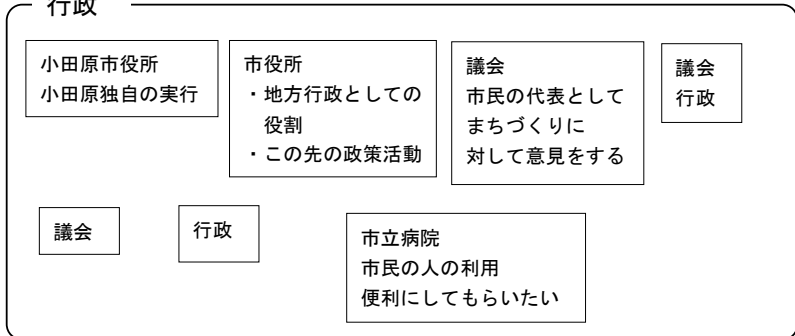 行政
小田原市役所
小田原独自の実行
市役所
・地方行政としての
役割
・この先の政策活動
議会
市民の代表として
まちづくりに
対して意見をする
議会
行政
議会
行政
市立病院
市民の人の利用
便利にしてもらいたい